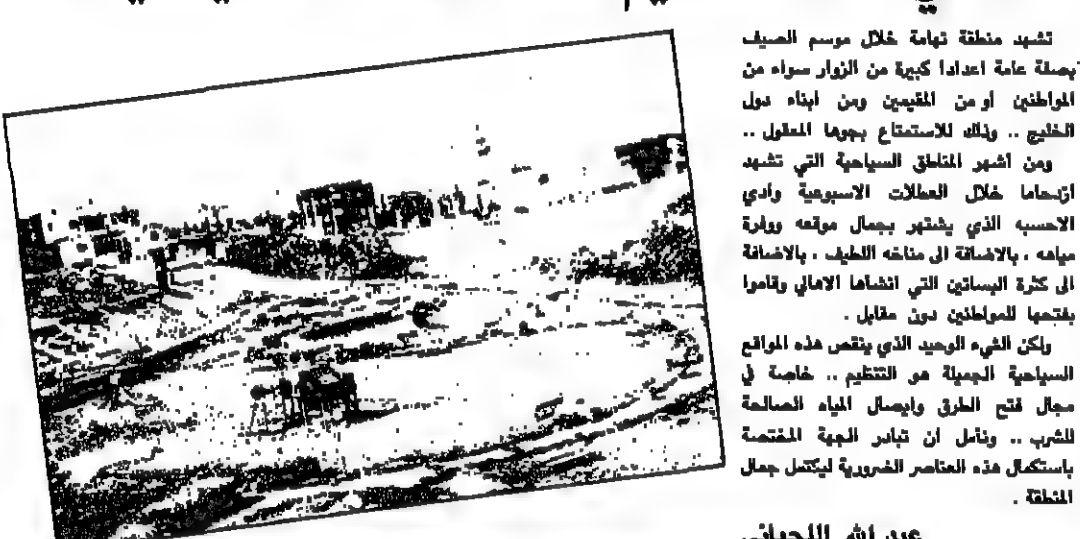 تشهد منطقة تهامة خلال موسم الصيف
بصفة عامة اعدادا كبيرة من الزوار سواء من
المواطنين أو من المقيمين ومن ابناء دول
الخليج .. وذلك للاستمتاع بجوها المعقول ..
ومن اشهر المناطق السياحية التي تشهد
ازدحاما خلال العطلات الاسبوعية وادي
الاحسبه الذي يشتهر بجمال موقعه ووفرة
مياهه ، بالاضافة الى مناخه اللطيف ، بالاضافة
الى كثرة البساتين التي انشاها الاهالي وقاموا
بفتحها للمواطنين دون مقابل .
ولكن الشيء الوحيد الذي ينقص هذه المواقع
السياحية الجميلة هو التنظيم .. خاصة في
مجال فتح الطرق وايصال المياه الصالحة
للشرب .. ونأمل ان تبادر الجهة المختصة
باستكمال هذه العناصر الضرورية ليكتمل جمال
المنطقة .
عبد الله